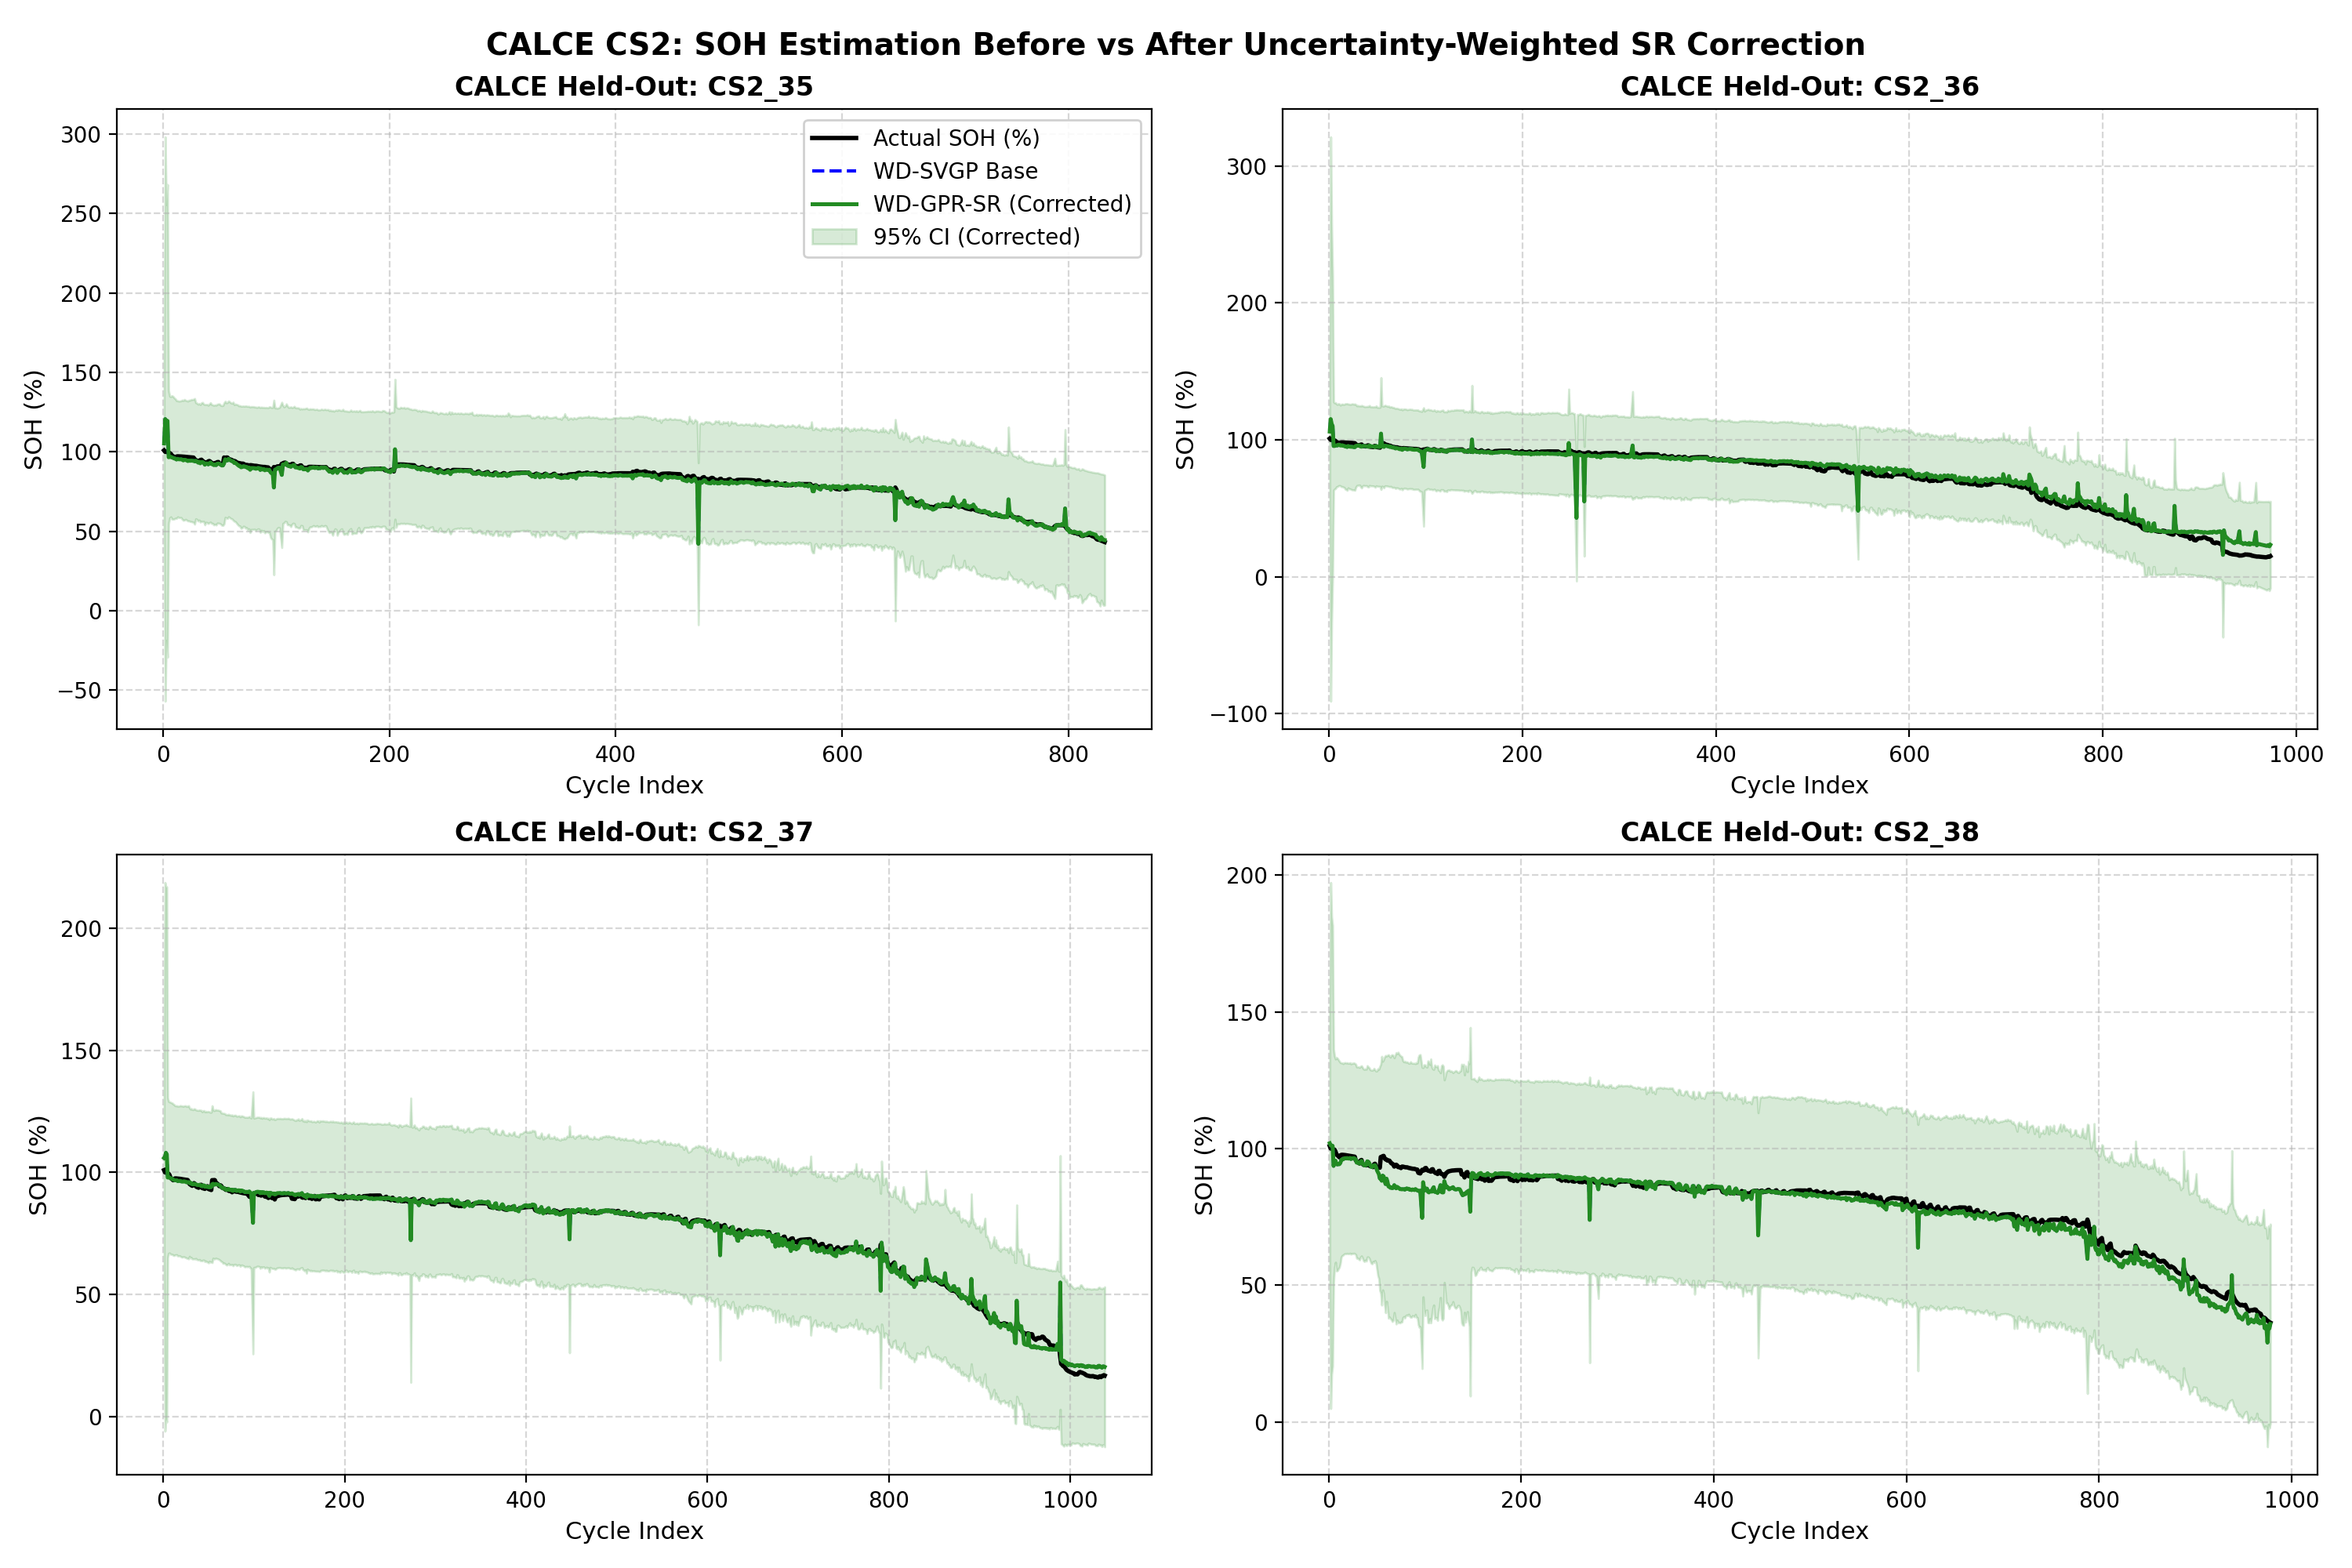 CALCE CS2: SOH Estimation Before vs After Uncertainty-Weighted SR Correction
CALCE Held-Out: CS2_35
300
250
200
150
100
50
0
−50
SOH (%)
0 200 400 600 800
Cycle Index
Actual SOH (%)
WD-SVGP Base
WD-GPR-SR (Corrected)
95% CI (Corrected)
CALCE Held-Out: CS2_36
300
200
100
0
−100
SOH (%)
0 200 400 600 800 1000
Cycle Index
CALCE Held-Out: CS2_37
200
150
100
50
0
SOH (%)
0 200 400 600 800 1000
Cycle Index
CALCE Held-Out: CS2_38
200
150
100
50
0
SOH (%)
0 200 400 600 800 1000
Cycle Index